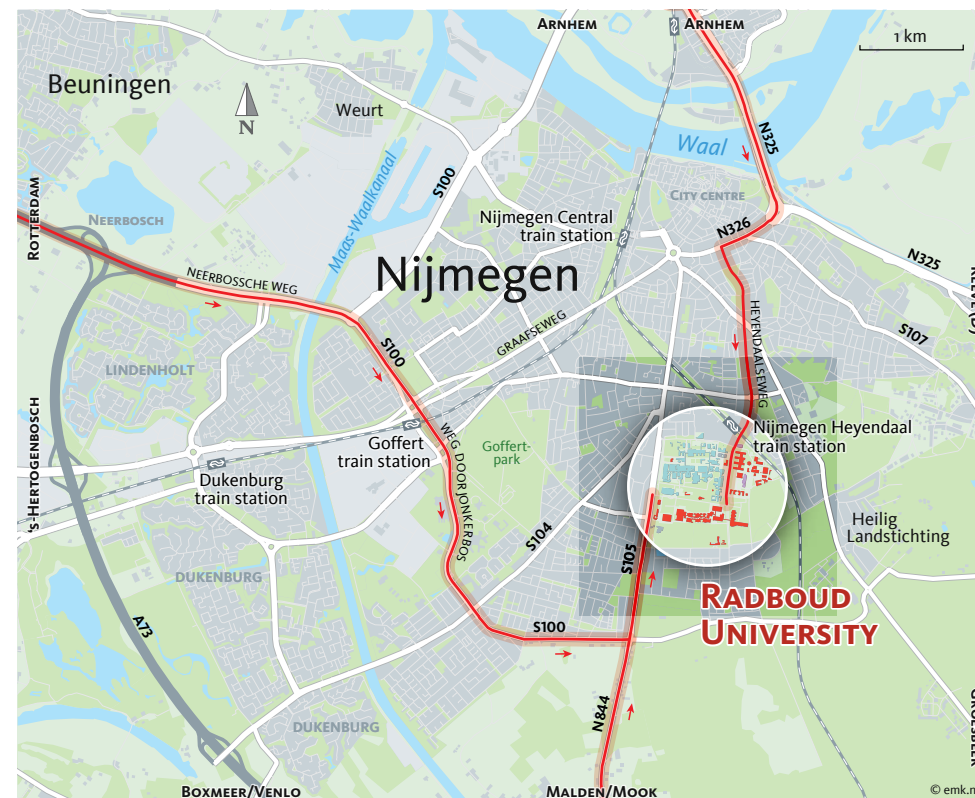 ARNHEM
ARNHEM
1 km
Beuningen
Weurt
N
N325
Waal
Maas-Waalkanaal
S100
ROTTERDAM
NEERBOSCH
CITY CENTRE
Nijmegen Central
train station
N326
N325
NEERBOSSCHE WEG
Nijmegen
HEYENDAALSEWEG
GRAAFSEWEG
S107
S100
LINDENHOLT
's-HERTOGENBOSCH
WEG DOOR JONKERBOS
Goffert
train station
Goffert-
park
Nijmegen Heyendaal
train station
Dukenburg
train station
Heilig
Landstichting
S104
S105
DUKENBURG
RADBOUD
UNIVERSITY
A73
S100
N844
DUKENBURG
BOXMEER/VENLO
MALDEN/MOOK
© emk.n